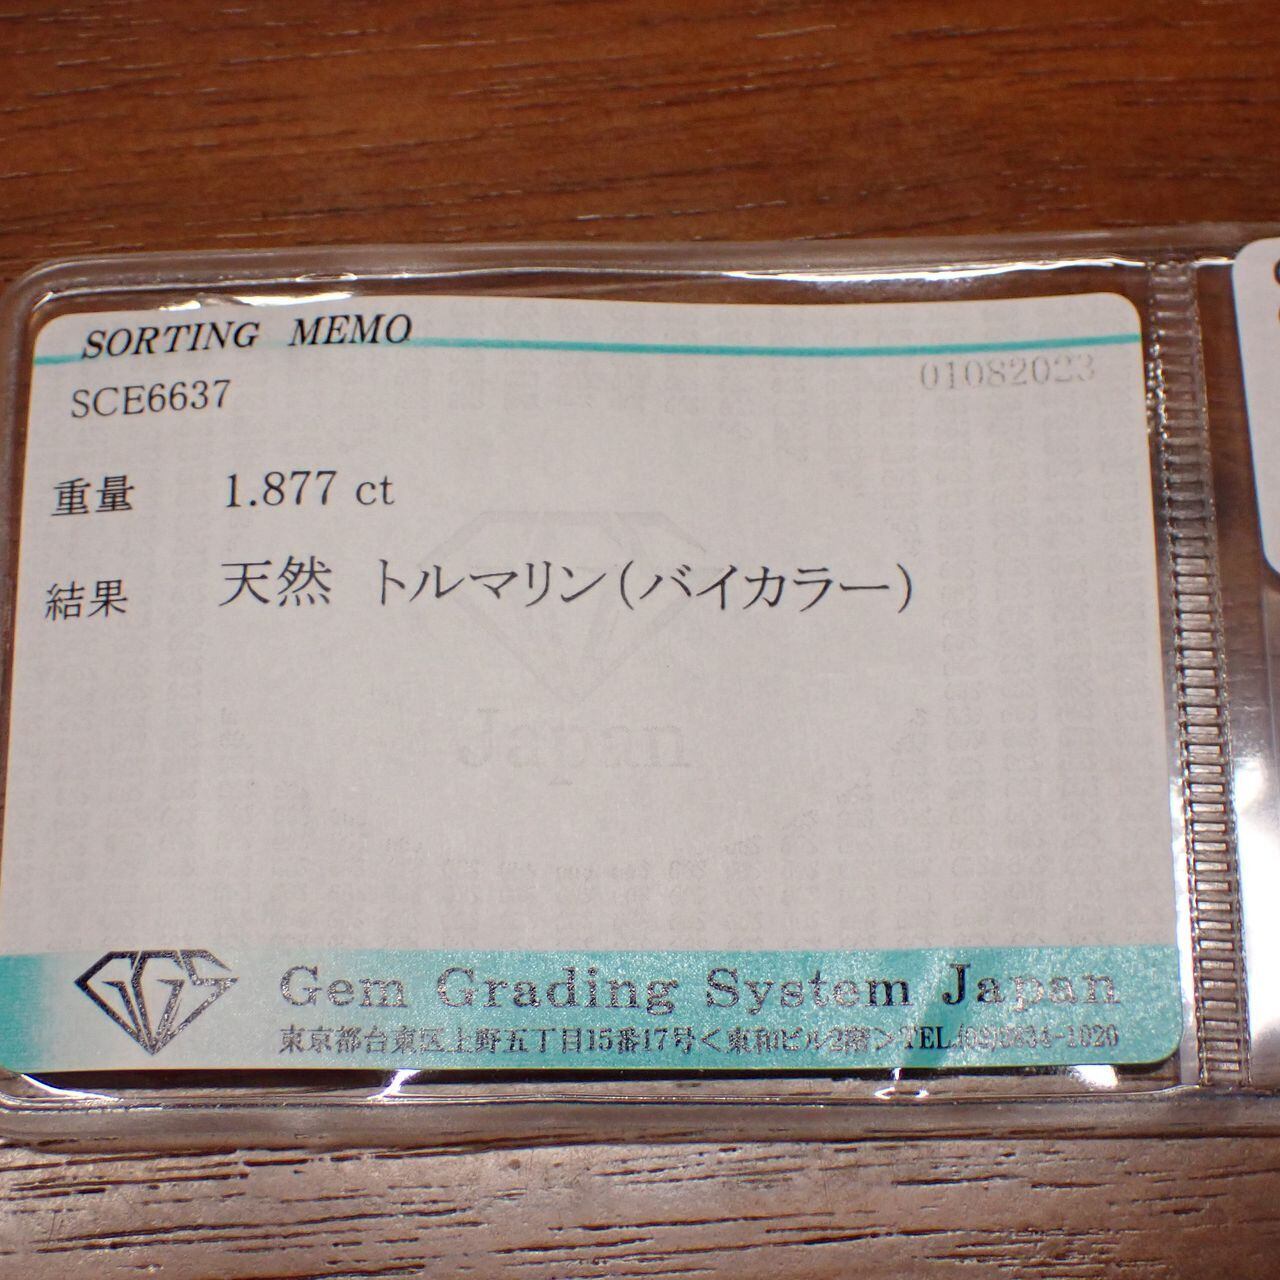 SORTING MEMO
01082023
SCE6637
重量 1.877 ct
結果 天然 トルマリン(バイカラー)
Japan
GGS Gem Grading System Japan
東京都台東区上野五丁目15番17号<東和ビル2階>TEL.(03)3834-1020